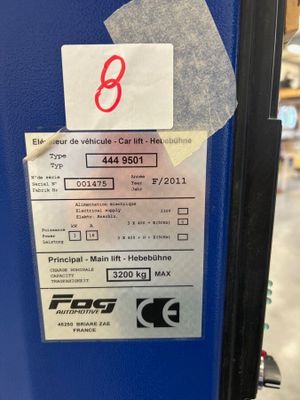 8
Elévateur de véhicule - Car lift - Hebebühne
Type
Typ
444 9501
N°de série
Serial N°
Fabrik Nr
001475
Année
Year
Jahr
F/2011
Alimentation électrique
Electrical supply
Elektr. Anschl.
Puissance
Power
Leistung
kW
A
Principal - Main lift - Hebebühne
CHARGE NOMINALE
CAPACITY
TRAGFAHIGKEIT
3200 kg
MAX
Fog
AUTOMOTIVE
45250 BRIARE ZAE
FRANCE
CE